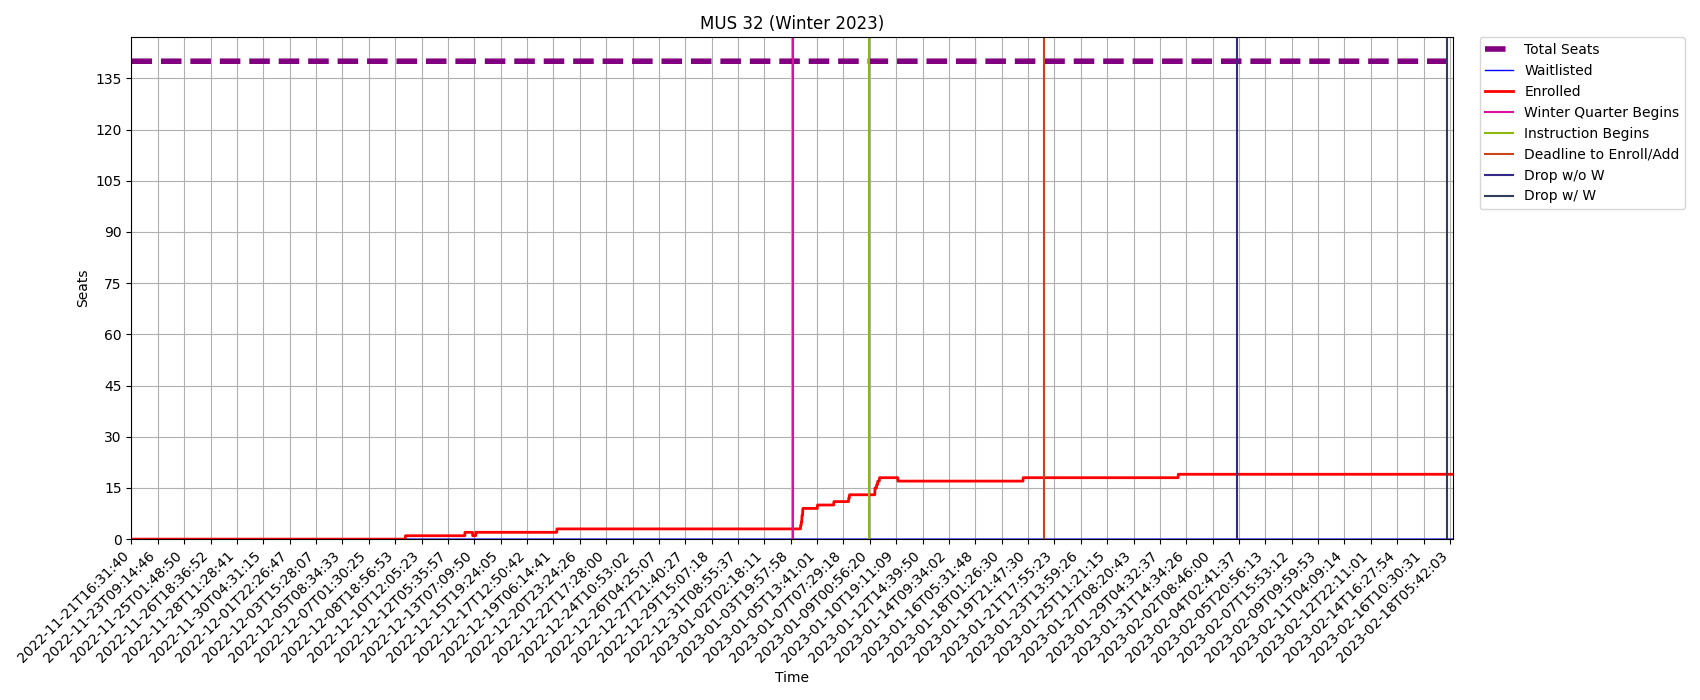 MUS 32 (Winter 2023)
135
120
105
90
75
60
45
30
15
0
Seats
2022-11-21T16:31:40
2022-11-23T09:14:46
2022-11-25T01:48:50
2022-11-26T18:36:52
2022-11-28T11:28:41
2022-11-30T04:31:15
2022-12-01T22:26:47
2022-12-03T15:28:07
2022-12-05T08:34:33
2022-12-07T01:30:25
2022-12-08T18:56:53
2022-12-10T12:05:23
2022-12-12T05:35:57
2022-12-13T07:09:50
2022-12-15T19:24:05
2022-12-17T12:50:42
2022-12-19T06:14:41
2022-12-20T23:24:26
2022-12-22T17:28:00
2022-12-24T10:53:02
2022-12-26T04:25:07
2022-12-27T21:40:27
2022-12-29T15:07:18
2022-12-31T08:55:37
2023-01-02T02:18:11
2023-01-03T19:57:58
2023-01-05T13:41:01
2023-01-07T07:29:18
2023-01-09T00:56:20
2023-01-10T19:11:09
2023-01-12T14:39:50
2023-01-14T09:34:02
2023-01-16T05:31:48
2023-01-18T01:26:30
2023-01-19T21:47:30
2023-01-21T17:55:23
2023-01-23T13:59:26
2023-01-25T11:21:15
2023-01-27T08:20:43
2023-01-29T04:32:37
2023-01-31T14:34:26
2023-02-02T08:46:00
2023-02-04T02:41:37
2023-02-05T20:56:13
2023-02-07T15:53:12
2023-02-09T09:59:53
2023-02-11T04:09:14
2023-02-12T22:11:01
2023-02-14T16:27:54
2023-02-16T10:30:31
2023-02-18T05:42:03
Time
Total Seats
Waitlisted
Enrolled
Winter Quarter Begins
Instruction Begins
Deadline to Enroll/Add
Drop w/o W
Drop w/ W